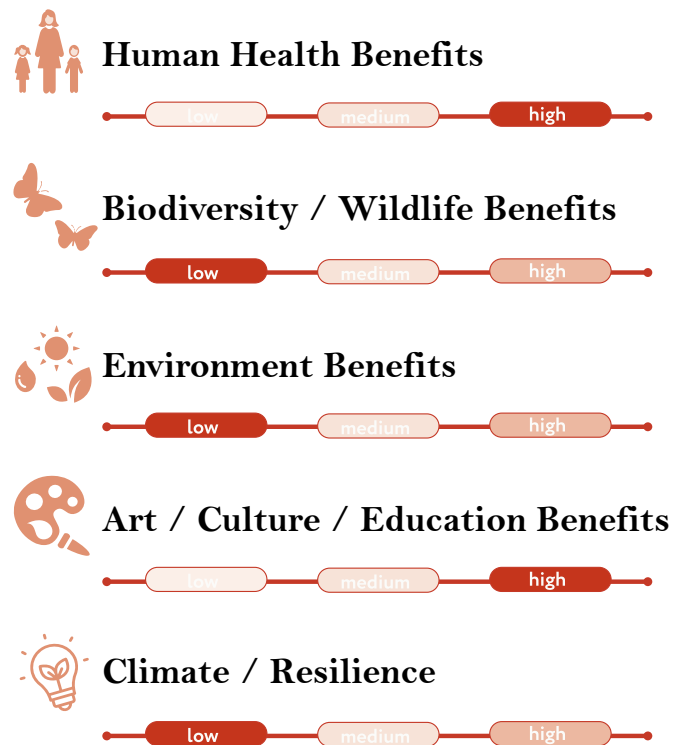 Human Health Benefits
low medium high
Biodiversity / Wildlife Benefits
low medium high
Environment Benefits
low medium high
Art / Culture / Education Benefits
low medium high
Climate / Resilience
low medium high